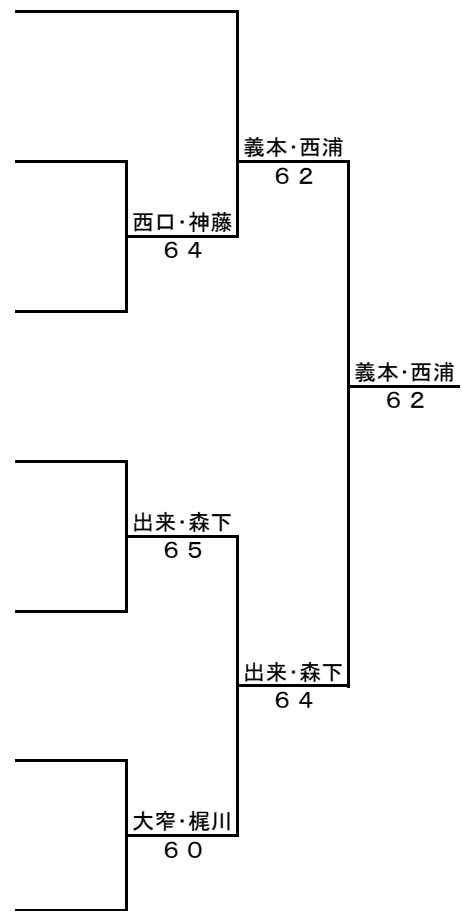 義本・西浦
６２
西口・神藤
６４
義本・西浦
６２
出来・森下
６５
出来・森下
６４
大窄・梶川
６０